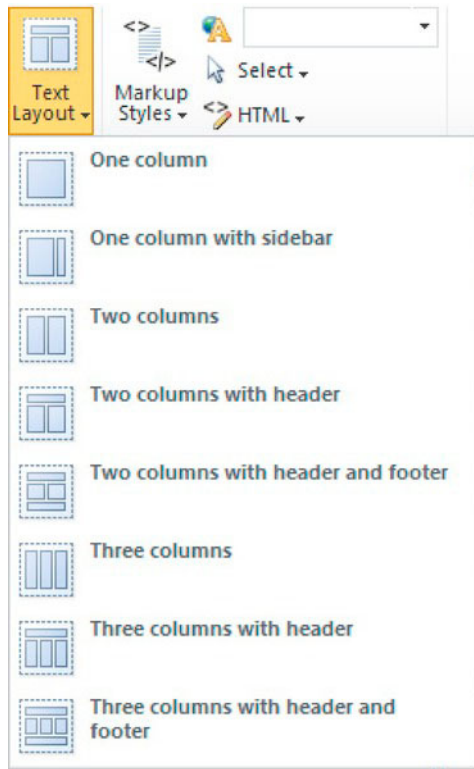 Text
Layout
Markup
Styles
Select
HTML
One column
One column with sidebar
Two columns
Two columns with header
Two columns with header and footer
Three columns
Three columns with header
Three columns with header and
footer